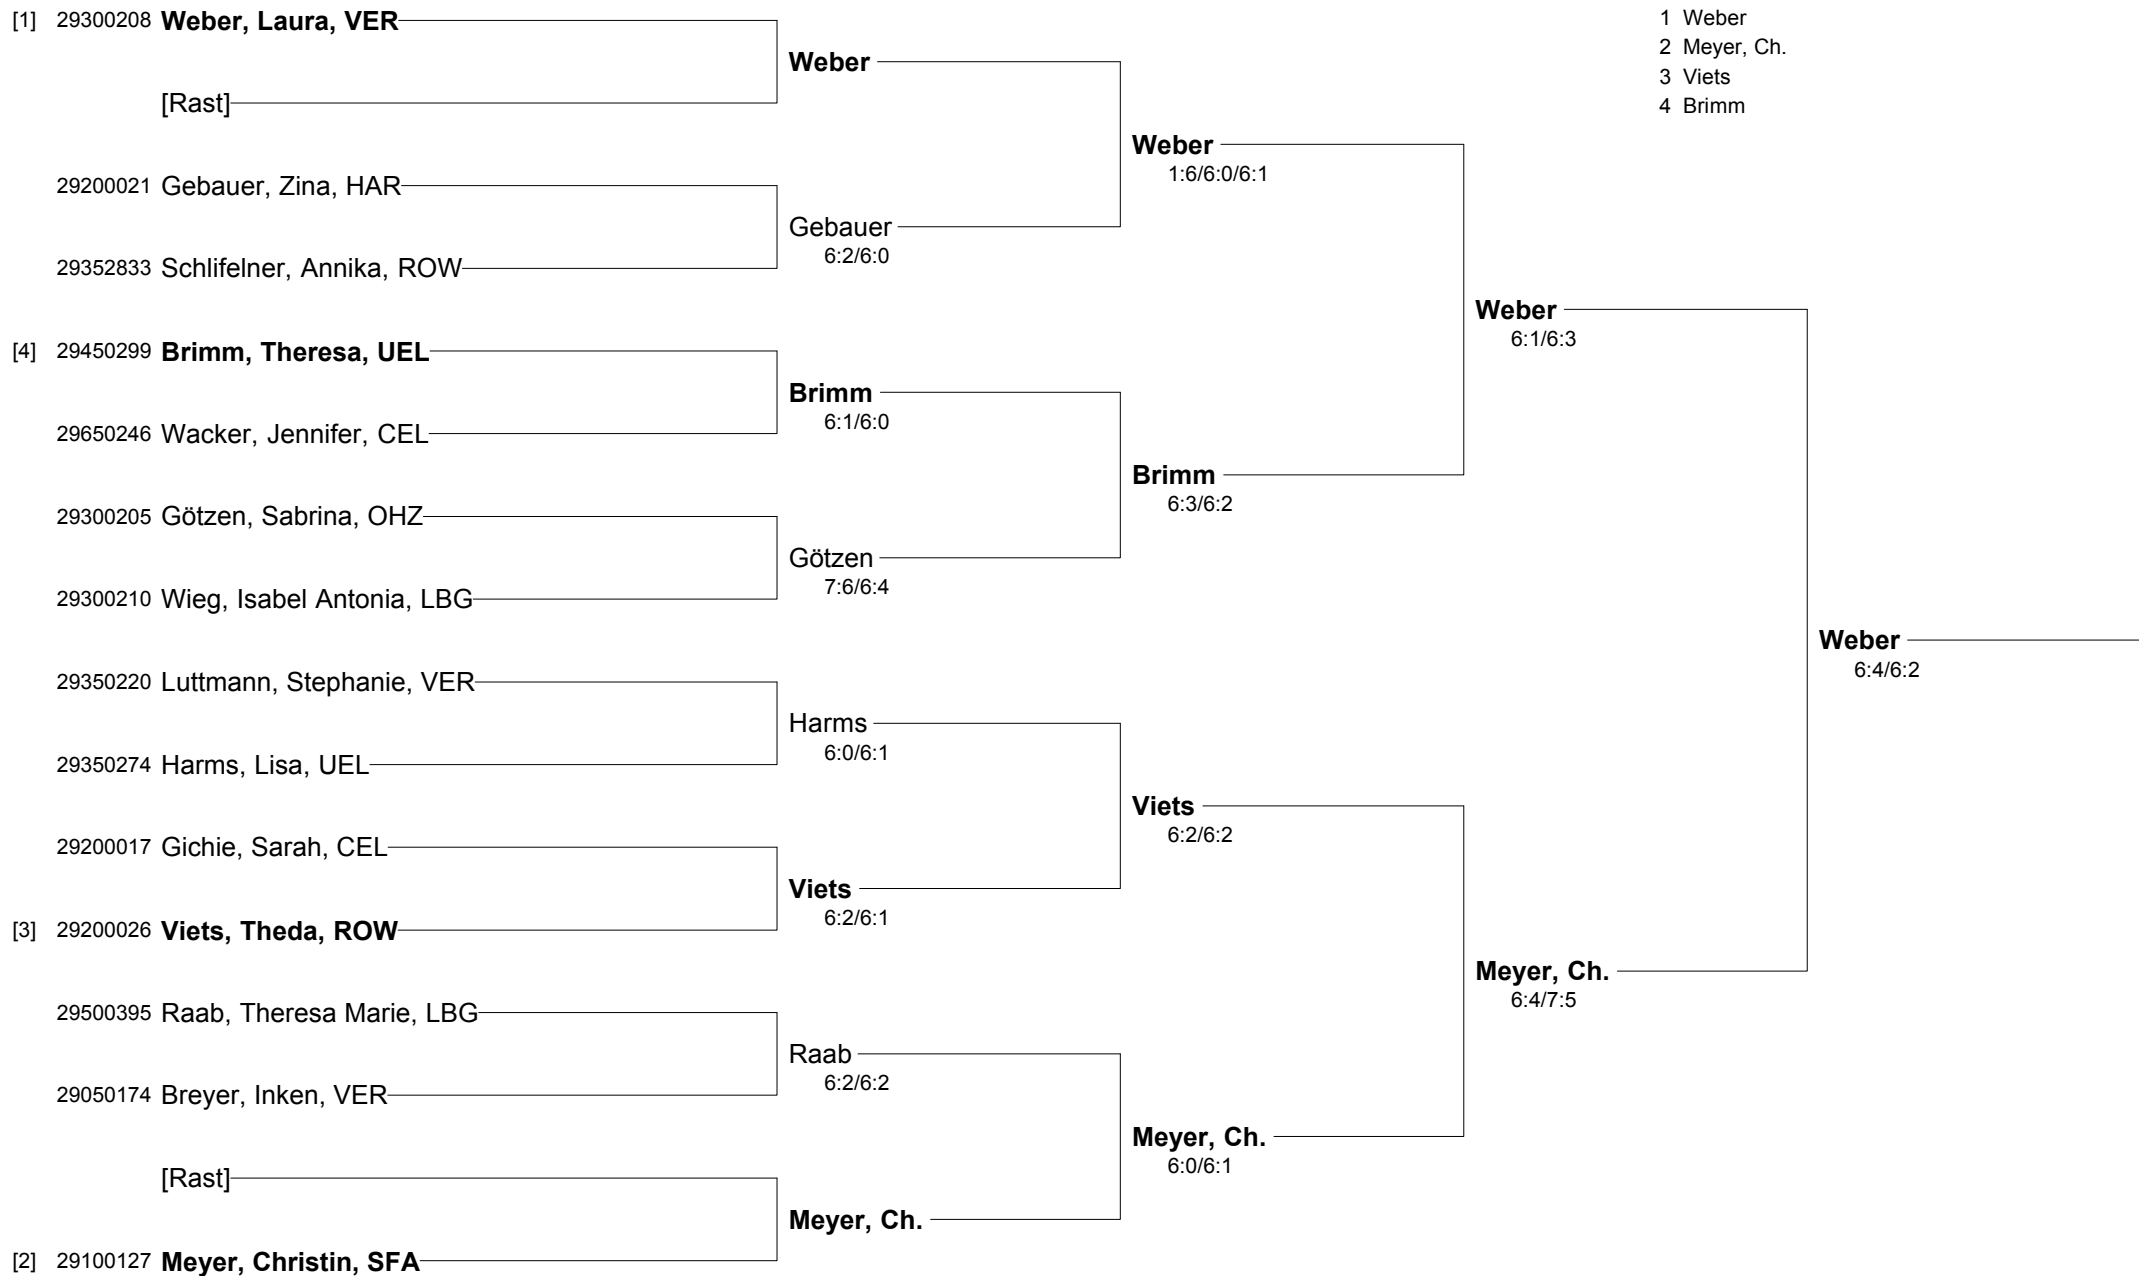 [1] 29300208 Weber, Laura, VER
[Rast]
29200021 Gebauer, Zina, HAR
29352833 Schlifelner, Annika, ROW
[4] 29450299 Brimm, Theresa, UEL
29650246 Wacker, Jennifer, CEL
29300205 Götzen, Sabrina, OHZ
29300210 Wieg, Isabel Antonia, LBG
29350220 Luttmann, Stephanie, VER
29350274 Harms, Lisa, UEL
29200017 Gichie, Sarah, CEL
[3] 29200026 Viets, Theda, ROW
29500395 Raab, Theresa Marie, LBG
29050174 Breyer, Inken, VER
[Rast]
[2] 29100127 Meyer, Christin, SFA
Weber
Gebauer
6:2/6:0
Brimm
6:1/6:0
Götzen
7:6/6:4
Harms
6:0/6:1
Viets
6:2/6:1
Raab
6:2/6:2
Meyer, Ch.
Weber
1:6/6:0/6:1
Brimm
6:3/6:2
Viets
6:2/6:2
Meyer, Ch.
6:0/6:1
Weber
6:1/6:3
Meyer, Ch.
6:4/7:5
Weber
6:4/6:2
1 Weber
2 Meyer, Ch.
3 Viets
4 Brimm